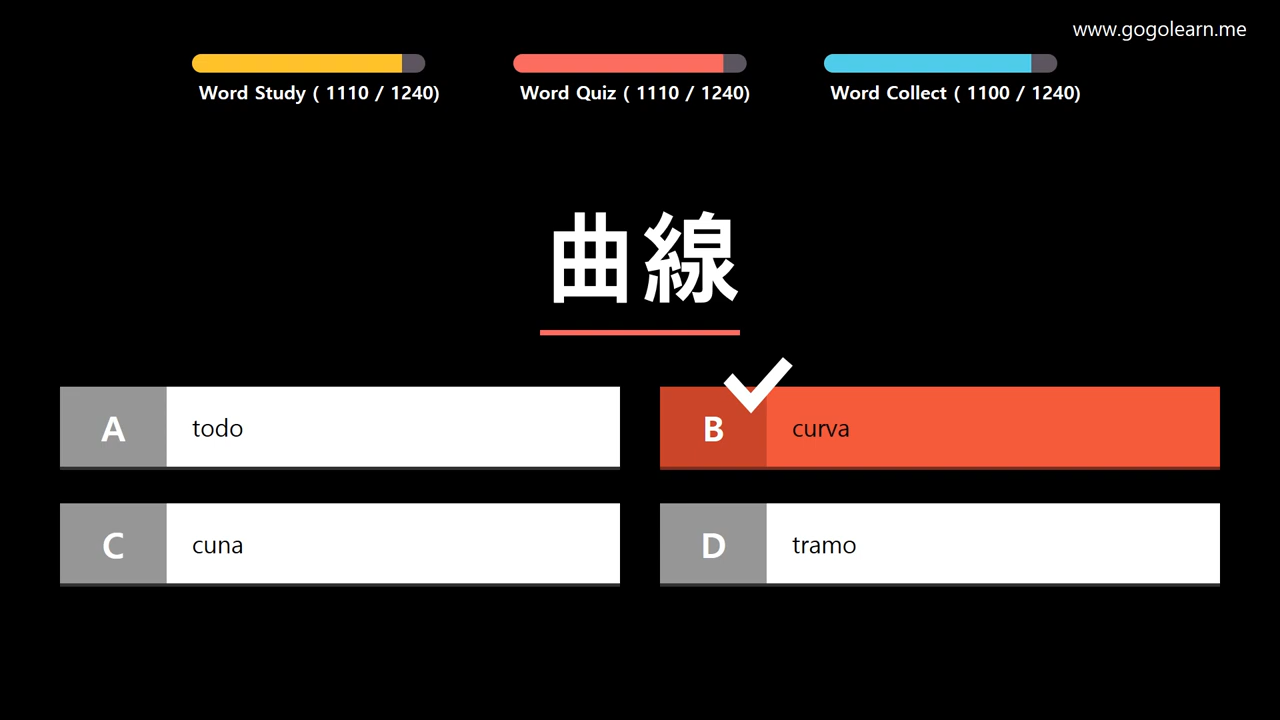 www.gogolearn.me
Word Study ( 1110 / 1240)
Word Quiz ( 1110 / 1240)
Word Collect ( 1100 / 1240)
曲線
A todo
B curva
C cuna
D tramo